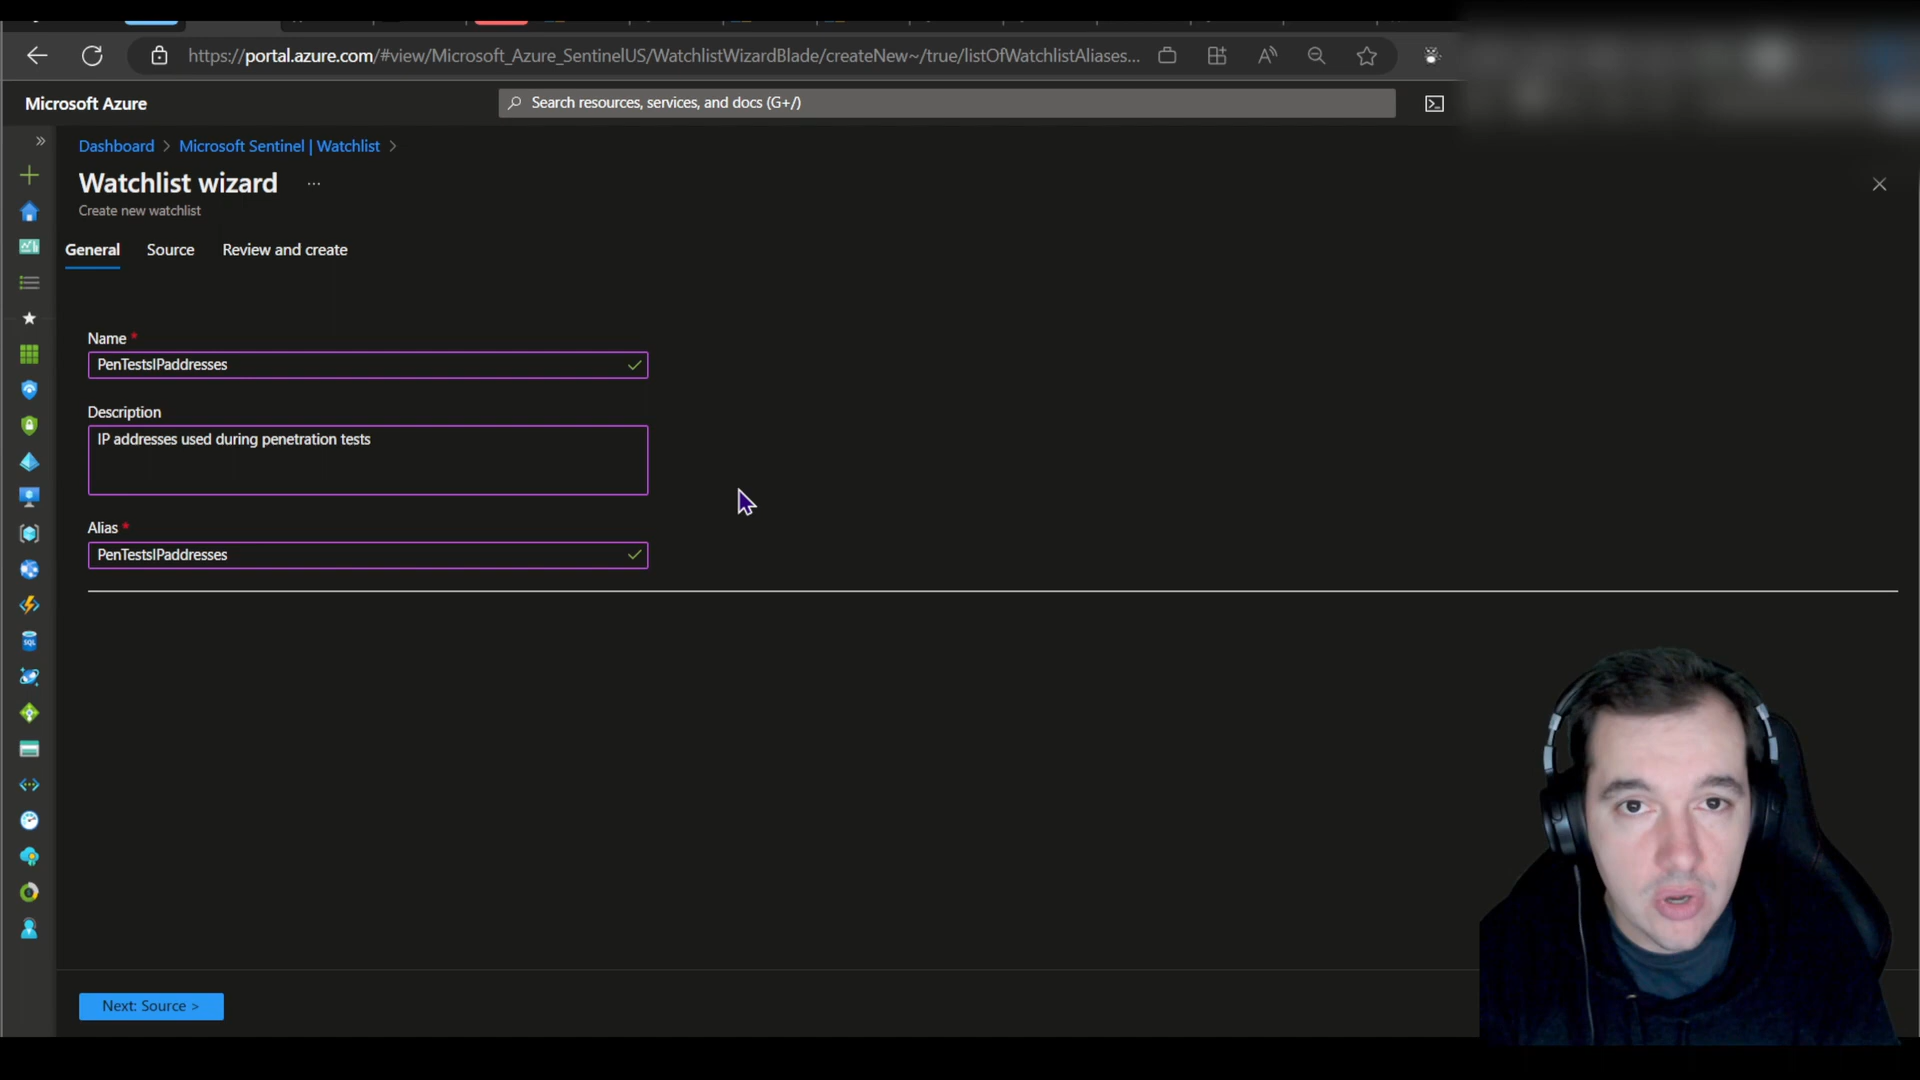 https://portal.azure.com/#view/Microsoft_Azure_SentinelUS/WatchlistWizardBlade/createNew~/true/listOfWatchlistAliases...
Microsoft Azure
Search resources, services, and docs (G+/)
Dashboard > Microsoft Sentinel | Watchlist >
Watchlist wizard ...
Create new watchlist
General Source Review and create
Name *
PenTestsIPaddresses
Description
IP addresses used during penetration tests
Alias *
PenTestsIPaddresses
Next: Source >